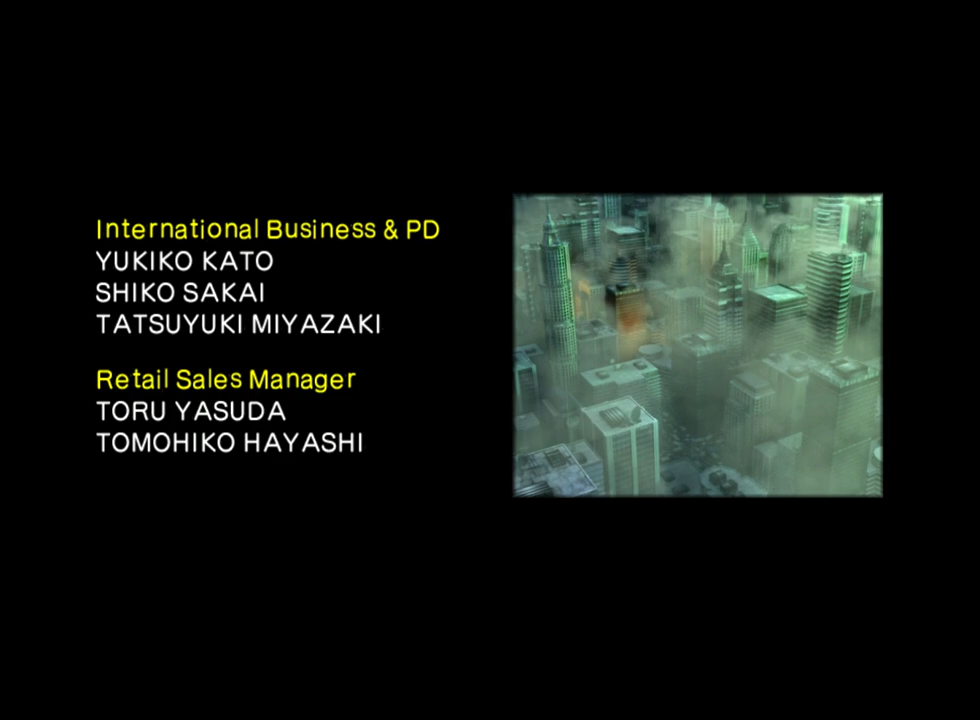 International Business & PD
YUKIKO KATO
SHIKO SAKAI
TATSUYUKI MIYAZAKI
Retail Sales Manager
TORU YASUDA
TOMOHIKO HAYASHI